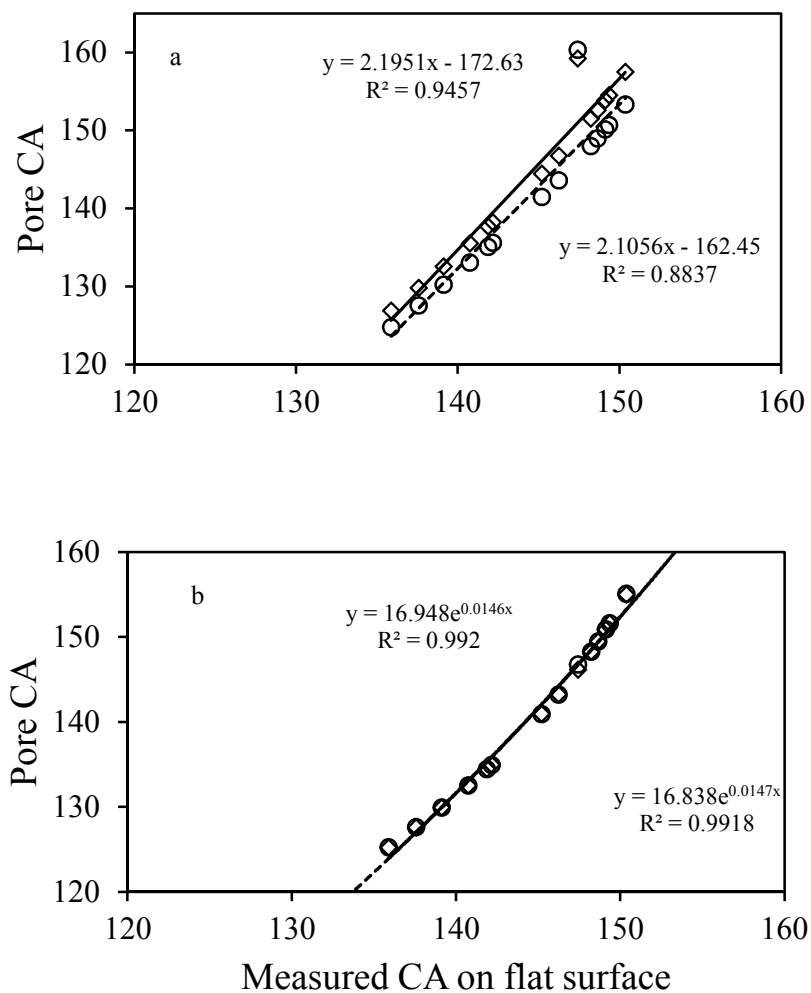 160
a
y = 2.1951x - 172.63
R² = 0.9457
150
Pore CA
140
y = 2.1056x - 162.45
R² = 0.8837
130
120
120 130 140 150 160
160
b
y = 16.948e^0.0146x
R² = 0.992
150
Pore CA
140
130
y = 16.838e^0.0147x
R² = 0.9918
120
120 130 140 150 160
Measured CA on flat surface